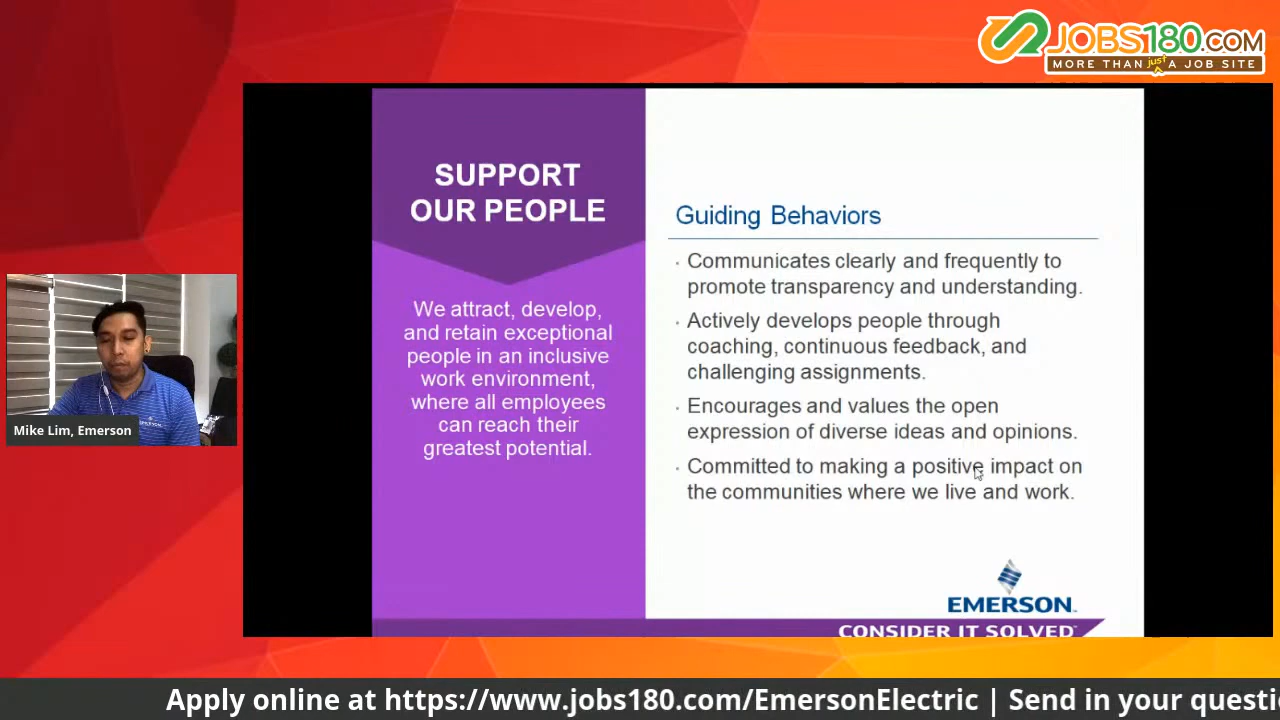 JOBS180.COM
MORE THAN just A JOB SITE
SUPPORT
OUR PEOPLE
We attract, develop,
and retain exceptional
people in an inclusive
work environment,
where all employees
can reach their
greatest potential.
Guiding Behaviors
· Communicates clearly and frequently to
promote transparency and understanding.
· Actively develops people through
coaching, continuous feedback, and
challenging assignments.
· Encourages and values the open
expression of diverse ideas and opinions.
· Committed to making a positive impact on
the communities where we live and work.
EMERSON
CONSIDER IT SOLVED™
Mike Lim, Emerson
Apply online at https://www.jobs180.com/EmersonElectric | Send in your questi